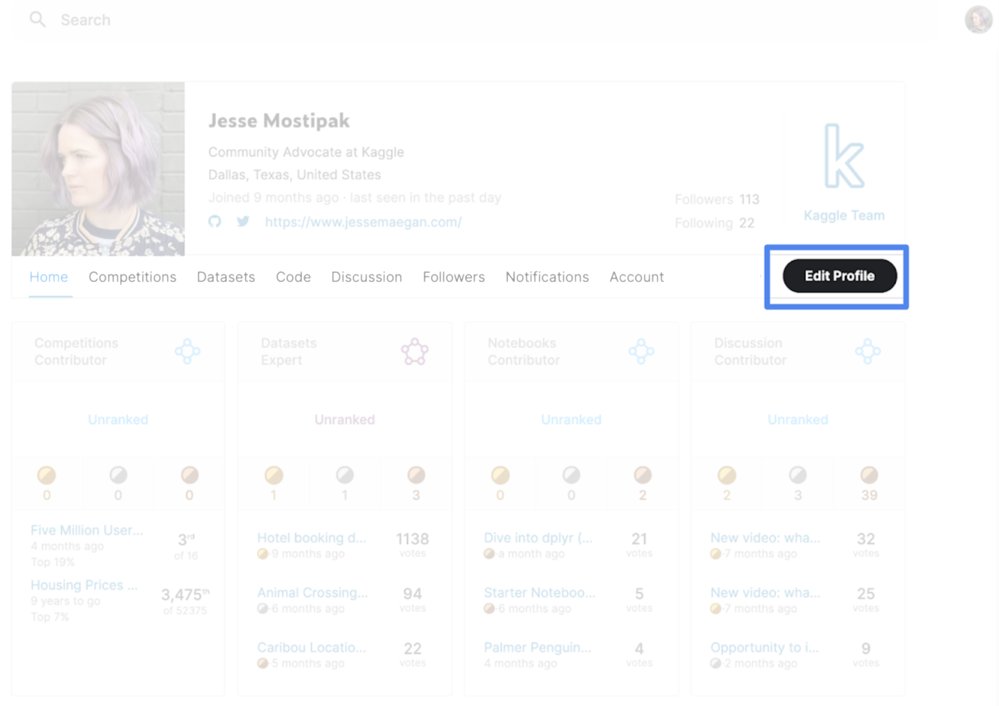 Search
Jesse Mostipak
Community Advocate at Kaggle
Dallas, Texas, United States
Joined 9 months ago · last seen in the past day
https://www.jessemaegan.com/
Followers 113
Following 22
k
Kaggle Team
Home Competitions Datasets Code Discussion Followers Notifications Account
Edit Profile
Competitions
Contributor
Unranked
0 0 0
Five Million User...
4 months ago
Top 19%
3rd
of 16
Housing Prices ...
9 years to go
Top 7%
3,475th
of 52375
Datasets
Expert
Unranked
1 1 3
Hotel booking d...
·9 months ago
1138
votes
Animal Crossing...
·6 months ago
94
votes
Caribou Locatio...
·5 months ago
22
votes
Notebooks
Contributor
Unranked
0 0 2
Dive into dplyr (...
·a month ago
21
votes
Starter Noteboo...
·6 months ago
5
votes
Palmer Penguin...
4 months ago
4
votes
Discussion
Contributor
Unranked
2 3 39
New video: wha...
·7 months ago
32
votes
New video: wha...
·7 months ago
25
votes
Opportunity to i...
·2 months ago
9
votes